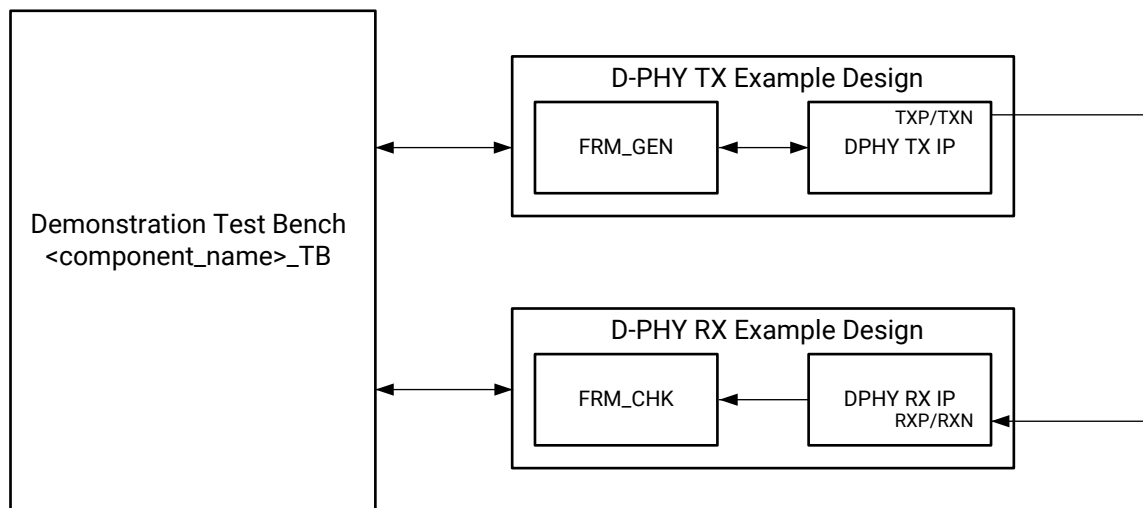 Demonstration Test Bench
<component_name>_TB
D-PHY TX Example Design
FRM_GEN
TXP/TXN
DPHY TX IP
D-PHY RX Example Design
FRM_CHK
DPHY RX IP
RXP/RXN